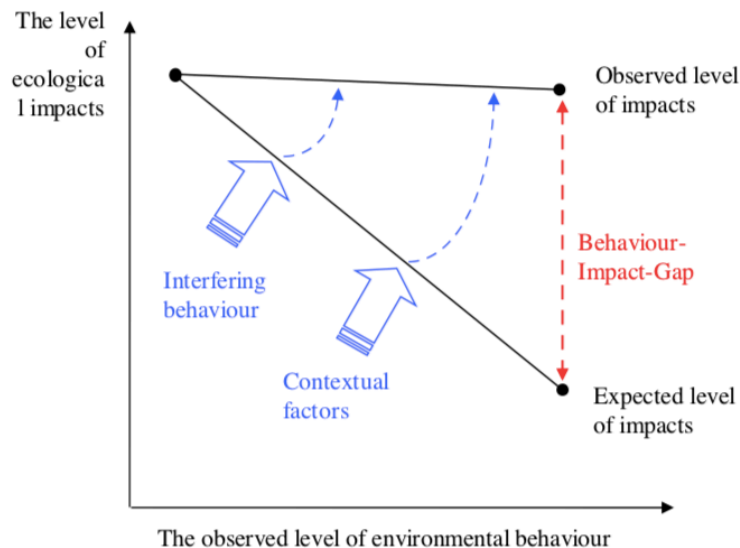 The level
of
ecologica
l impacts
Observed level
of impacts
Behaviour-
Impact-Gap
Interfering
behaviour
Contextual
factors
Expected level
of impacts
The observed level of environmental behaviour